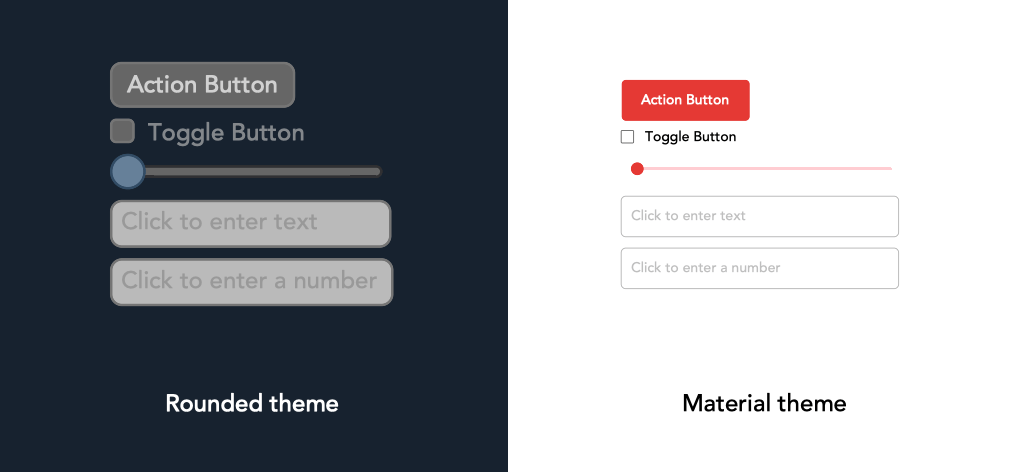 Action Button
Toggle Button
Click to enter text
Click to enter a number
Rounded theme
Action Button
Toggle Button
Click to enter text
Click to enter a number
Material theme